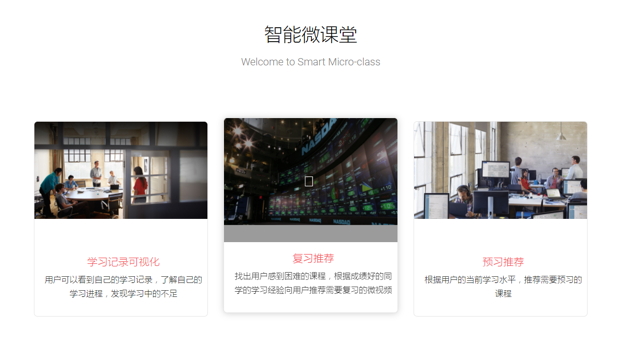 智能微课堂
Welcome to Smart Micro-class
NASDAQ
学习记录可视化
用户可以看到自己的学习记录，了解自己的
学习进程，发现学习中的不足
复习推荐
找出用户感到困难的课程，根据成绩好的同
学的学习经验向用户推荐需要复习的微视频
预习推荐
根据用户的当前学习水平，推荐需要预习的
课程